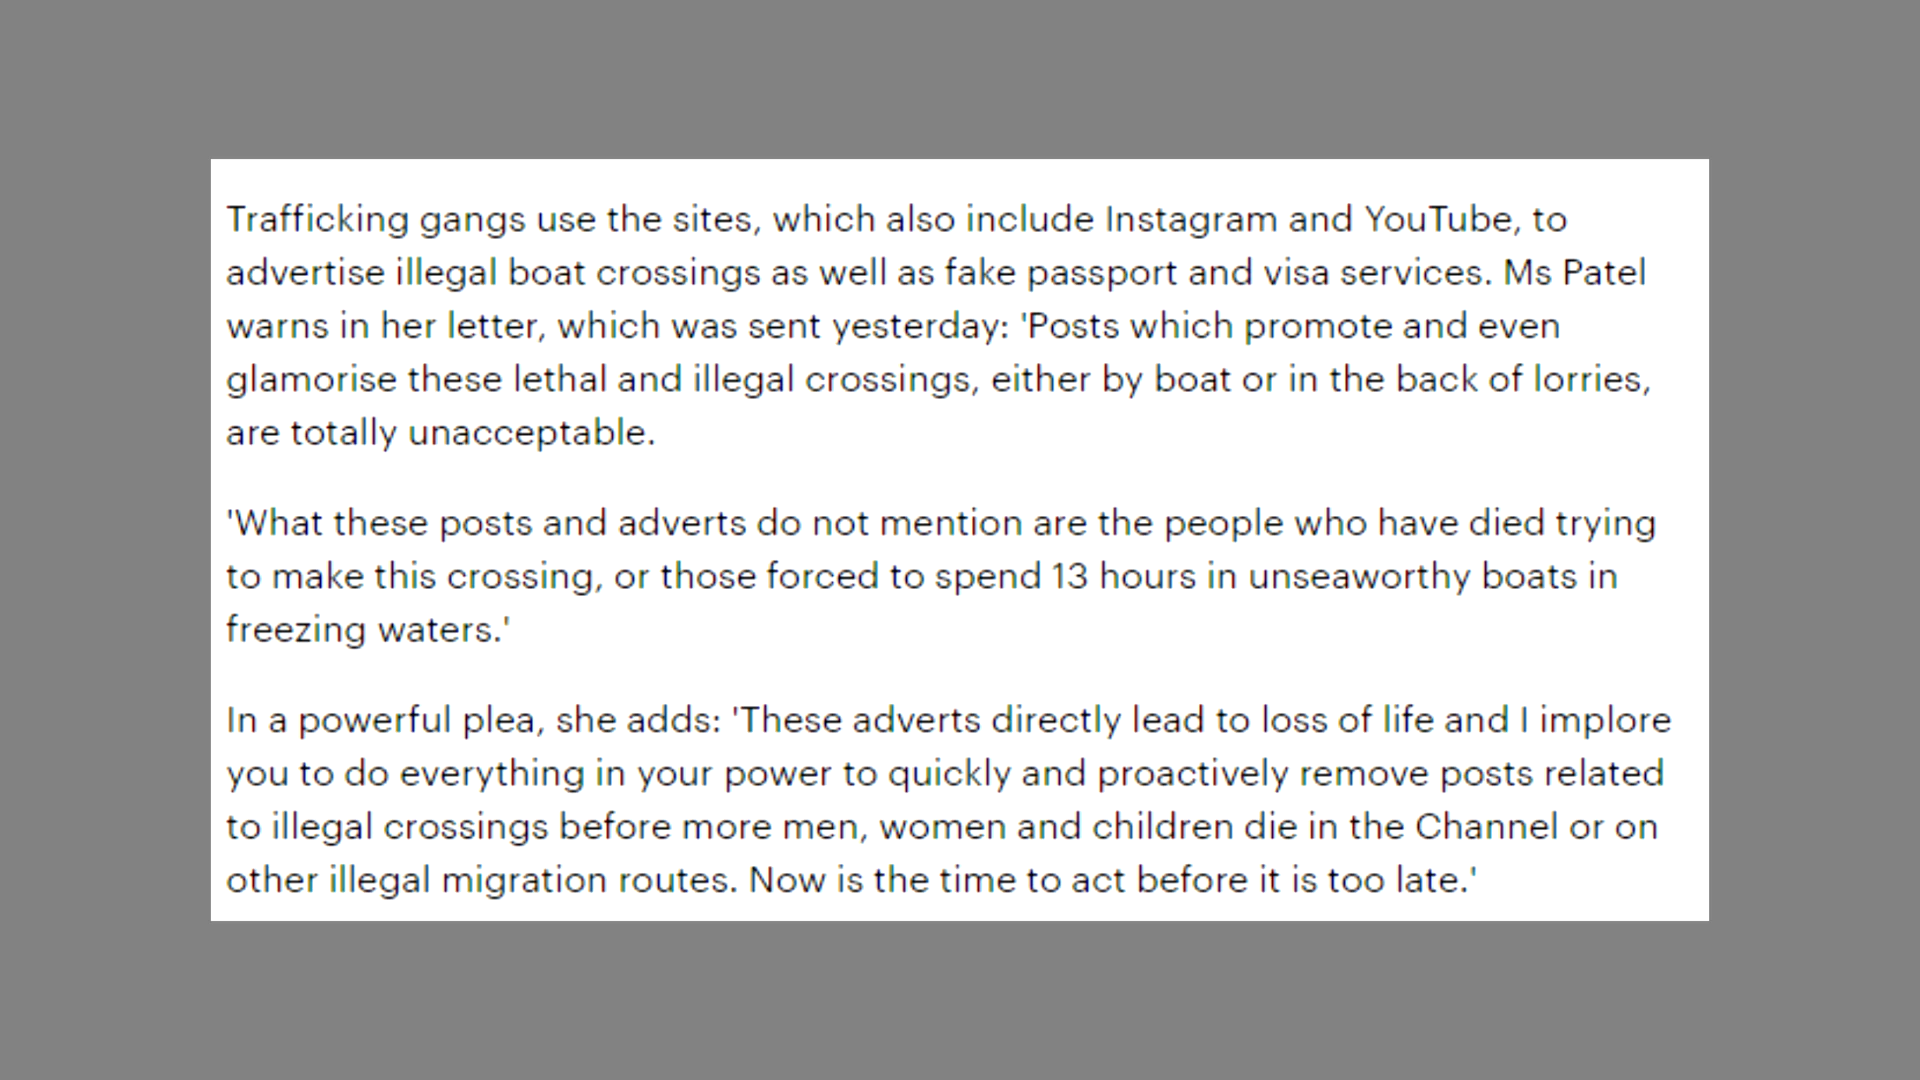 Trafficking gangs use the sites, which also include Instagram and YouTube, to
advertise illegal boat crossings as well as fake passport and visa services. Ms Patel
warns in her letter, which was sent yesterday: 'Posts which promote and even
glamorise these lethal and illegal crossings, either by boat or in the back of lorries,
are totally unacceptable.
'What these posts and adverts do not mention are the people who have died trying
to make this crossing, or those forced to spend 13 hours in unseaworthy boats in
freezing waters.'
In a powerful plea, she adds: 'These adverts directly lead to loss of life and I implore
you to do everything in your power to quickly and proactively remove posts related
to illegal crossings before more men, women and children die in the Channel or on
other illegal migration routes. Now is the time to act before it is too late.'